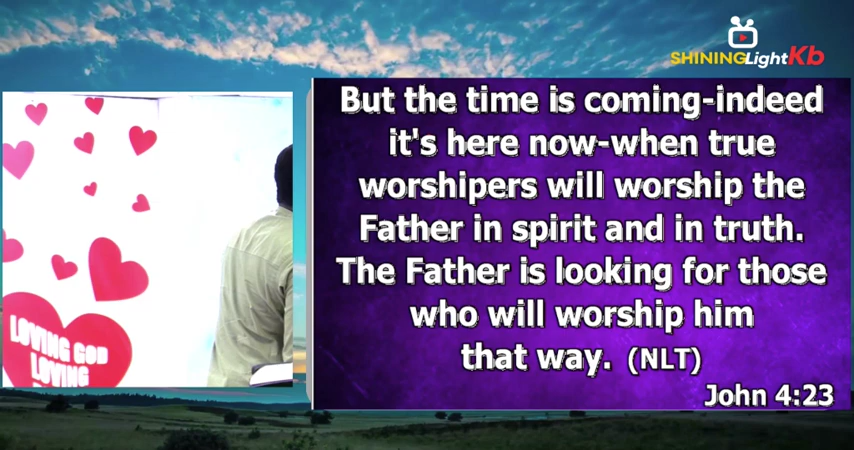 SHININGLightKb
But the time is coming-indeed
it's here now-when true
worshipers will worship the
Father in spirit and in truth.
The Father is looking for those
who will worship him
that way. (NLT)
John 4:23
LOVING GOD
LOVING